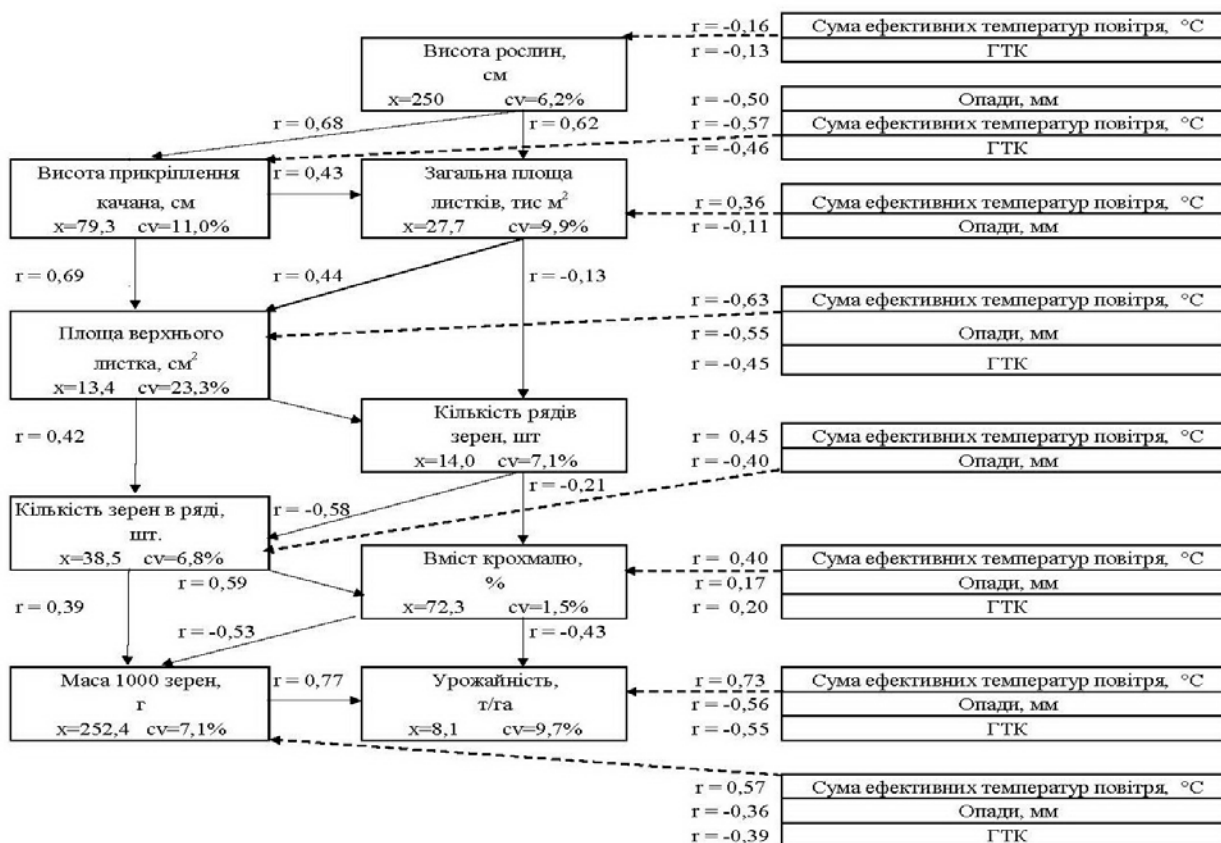 r = -0,16
Сума ефективних температур повітря, °С
r = -0,13
ГТК
Висота рослин,
см
x=250 cv=6,2%
r = -0,50
Опади, мм
r = -0,57
Сума ефективних температур повітря, °С
r = -0,46
ГТК
r = 0,68
r = 0,62
Висота прикріплення
качана, см
x=79,3 cv=11,0%
r = 0,43
Загальна площа
листків, тис м²
x=27,7 cv=9,9%
r = 0,36
Сума ефективних температур повітря, °С
r = -0,11
Опади, мм
r = 0,69
r = 0,44
r = -0,13
r = -0,63
Сума ефективних температур повітря, °С
r = -0,55
Опади, мм
r = -0,45
ГТК
Площа верхнього
листка, см²
x=13,4 cv=23,3%
r = 0,42
Кількість рядів
зерен, шт
x=14,0 cv=7,1%
r = 0,45
Сума ефективних температур повітря, °С
r = -0,40
Опади, мм
r = -0,58
r = -0,21
Кількість зерен в ряді,
шт.
x=38,5 cv=6,8%
r = 0,59
Вміст крохмалю,
%
x=72,3 cv=1,5%
r = 0,40
Сума ефективних температур повітря, °С
r = 0,17
Опади, мм
r = 0,20
ГТК
r = 0,39
r = -0,53
r = -0,43
Маса 1000 зерен,
г
x=252,4 cv=7,1%
r = 0,77
Урожайність,
т/га
x=8,1 cv=9,7%
r = 0,73
Сума ефективних температур повітря, °С
r = -0,56
Опади, мм
r = -0,55
ГТК
r = 0,57
Сума ефективних температур повітря, °С
r = -0,36
Опади, мм
r = -0,39
ГТК